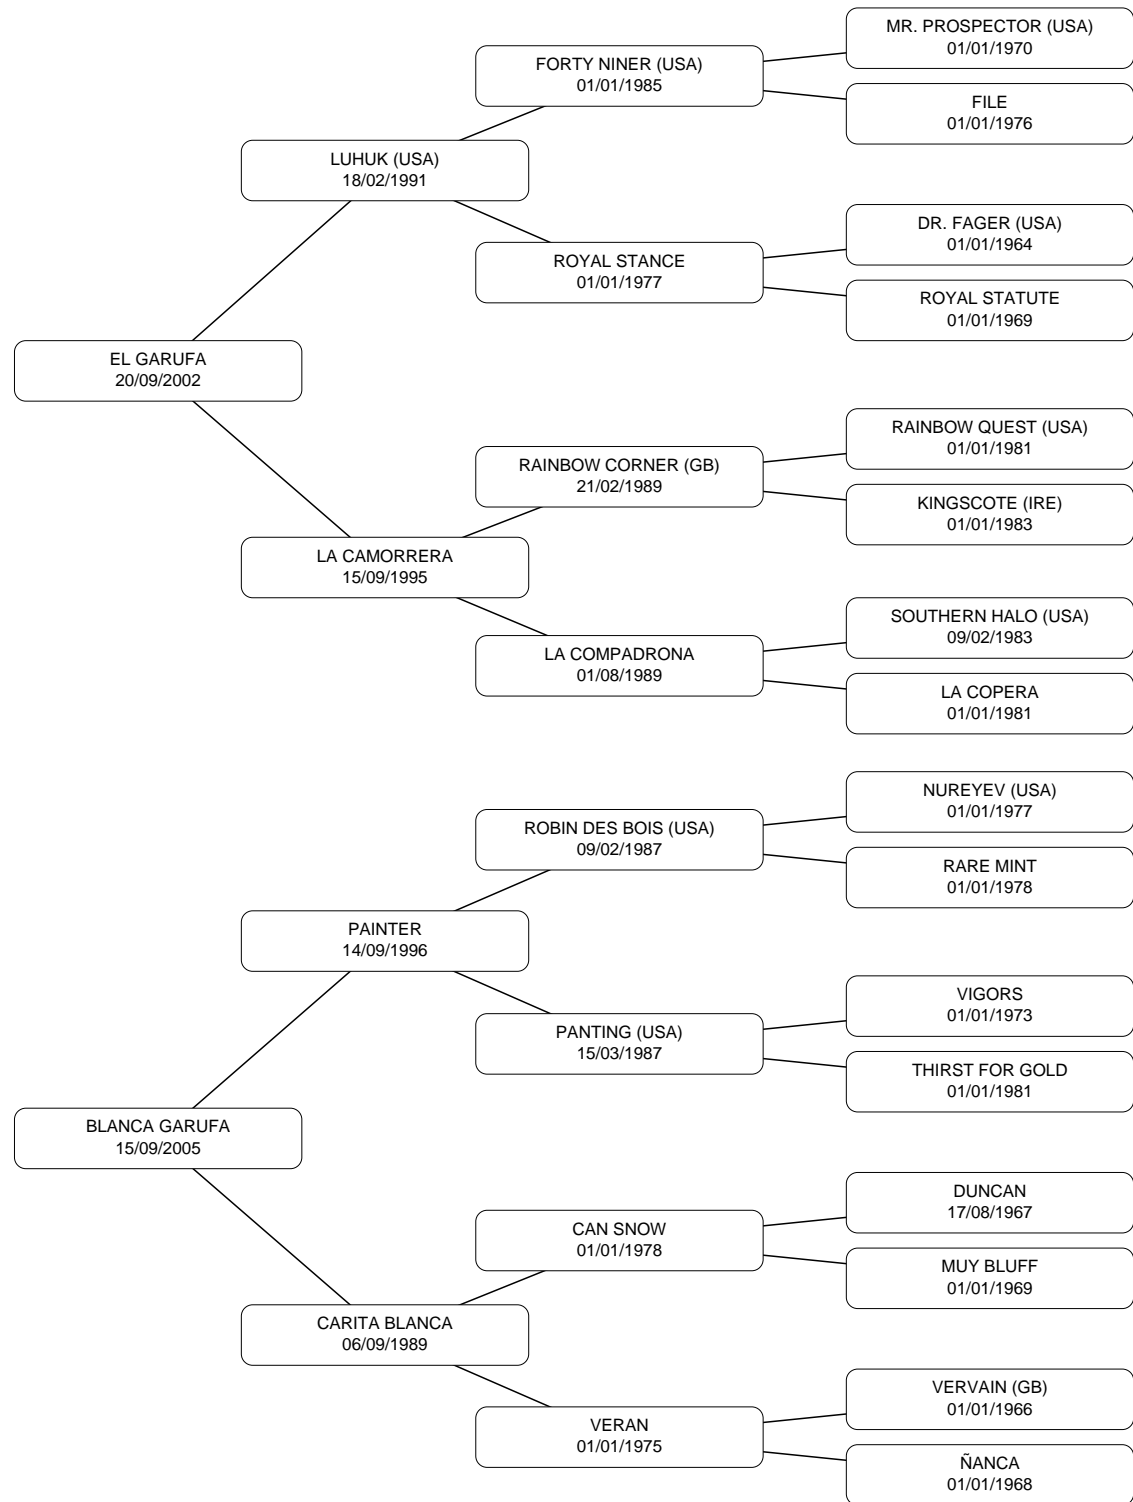 MR. PROSPECTOR (USA)
01/01/1970
FORTY NINER (USA)
01/01/1985
FILE
01/01/1976
LUHUK (USA)
18/02/1991
DR. FAGER (USA)
01/01/1964
ROYAL STANCE
01/01/1977
ROYAL STATUTE
01/01/1969
EL GARUFA
20/09/2002
RAINBOW QUEST (USA)
01/01/1981
RAINBOW CORNER (GB)
21/02/1989
KINGSCOTE (IRE)
01/01/1983
LA CAMORRERA
15/09/1995
SOUTHERN HALO (USA)
09/02/1983
LA COMPADRONA
01/08/1989
LA COPERA
01/01/1981
NUREYEV (USA)
01/01/1977
ROBIN DES BOIS (USA)
09/02/1987
RARE MINT
01/01/1978
PAINTER
14/09/1996
VIGORS
01/01/1973
PANTING (USA)
15/03/1987
THIRST FOR GOLD
01/01/1981
BLANCA GARUFA
15/09/2005
DUNCAN
17/08/1967
CAN SNOW
01/01/1978
MUY BLUFF
01/01/1969
CARITA BLANCA
06/09/1989
VERVAIN (GB)
01/01/1966
VERAN
01/01/1975
ÑANCA
01/01/1968